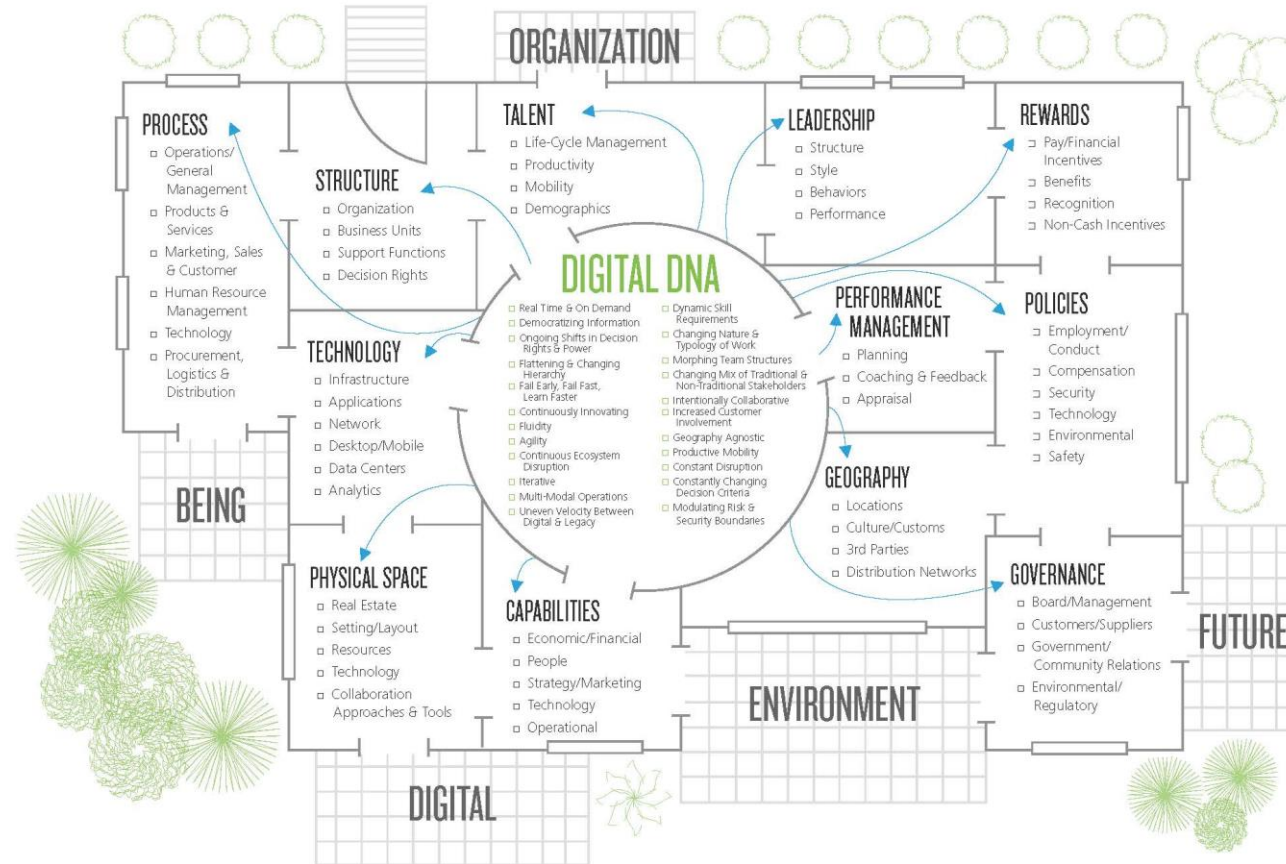 ORGANIZATION
PROCESS
Operations/
General
Management
Products &
Services
Marketing, Sales
& Customer
Human Resource
Management
Technology
Procurement,
Logistics &
Distribution
STRUCTURE
Organization
Business Units
Support Functions
Decision Rights
TALENT
Life-Cycle Management
Productivity
Mobility
Demographics
LEADERSHIP
Structure
Style
Behaviors
Performance
REWARDS
Pay/Financial
Incentives
Benefits
Recognition
Non-Cash Incentives
DIGITAL DNA
Real Time & On Demand
Democratizing Information
Ongoing Shifts in Decision
Rights & Power
Flattening & Changing
Hierarchy
Fail Early, Fail Fast,
Learn Faster
Continuously Innovating
Fluidity
Agility
Continuous Ecosystem
Disruption
Iterative
Multi-Modal Operations
Uneven Velocity Between
Digital & Legacy
Dynamic Skill
Requirements
Changing Nature &
Typology of Work
Morphing Team Structures
Changing Mix of Traditional &
Non-Traditional Stakeholders
Intentionally Collaborative
Increased Customer
Involvement
Geography Agnostic
Productive Mobility
Constant Disruption
Constantly Changing
Decision Criteria
Modulating Risk &
Security Boundaries
TECHNOLOGY
Infrastructure
Applications
Network
Desktop/Mobile
Data Centers
Analytics
PERFORMANCE
MANAGEMENT
Planning
Coaching & Feedback
Appraisal
POLICIES
Employment/
Conduct
Compensation
Security
Technology
Environmental
Safety
BEING
GEOGRAPHY
Locations
Culture/Customs
3rd Parties
Distribution Networks
PHYSICAL SPACE
Real Estate
Setting/Layout
Resources
Technology
Collaboration
Approaches & Tools
CAPABILITIES
Economic/Financial
People
Strategy/Marketing
Technology
Operational
GOVERNANCE
Board/Management
Customers/Suppliers
Government/
Community Relations
Environmental/
Regulatory
FUTURE
ENVIRONMENT
DIGITAL